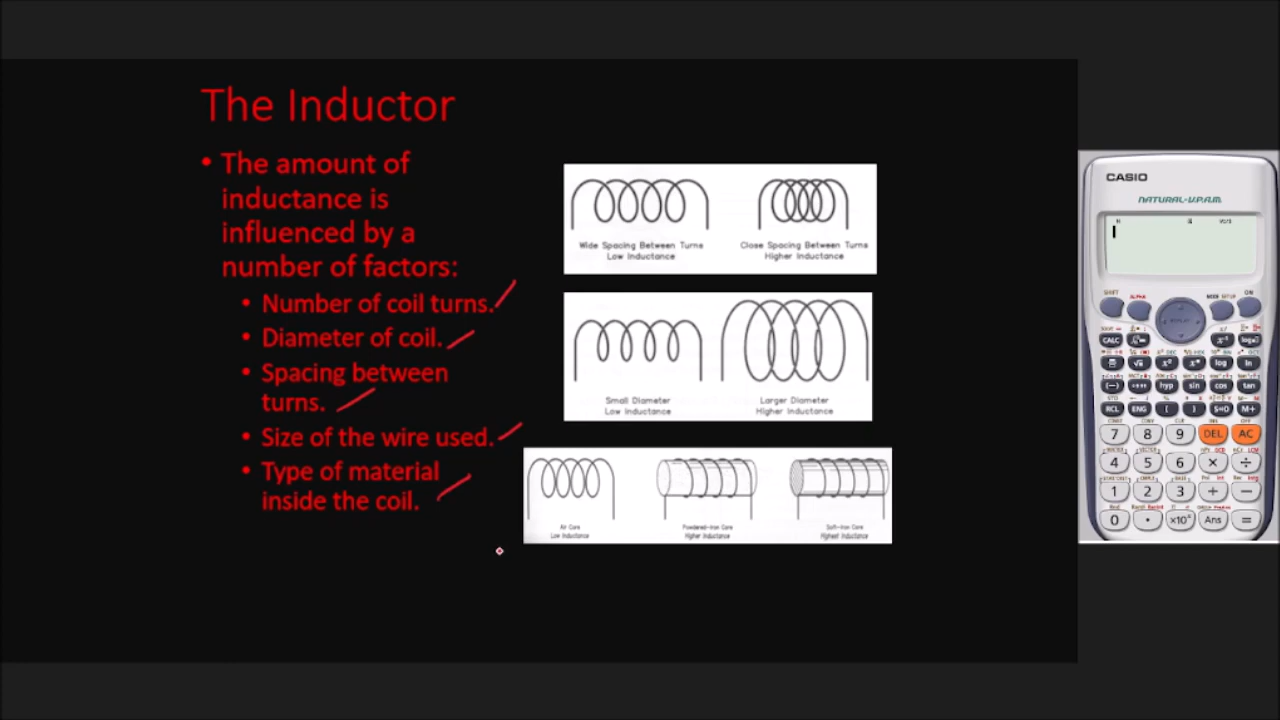 The Inductor
• The amount of
inductance is
influenced by a
number of factors:
• Number of coil turns.
• Diameter of coil.
• Spacing between
turns.
• Size of the wire used.
• Type of material
inside the coil.
Wide Spacing Between Turns
Low Inductance
Close Spacing Between Turns
Higher Inductance
Small Diameter
Low Inductance
Larger Diameter
Higher Inductance
Air Core
Low Inductance
Powdered-Iron Core
Higher Inductance
Soft-Iron Core
Highest Inductance
CASIO
NATURAL-V.P.A.M.
SHIFT ALPHA MODE SETUP ON
REPLAY
CALC
log ln
(−) hyp sin cos tan
RCL ENG ( ) S⇔D M+
7 8 9 DEL AC
4 5 6 × ÷
1 2 3 + −
0 • ×10ˣ Ans =